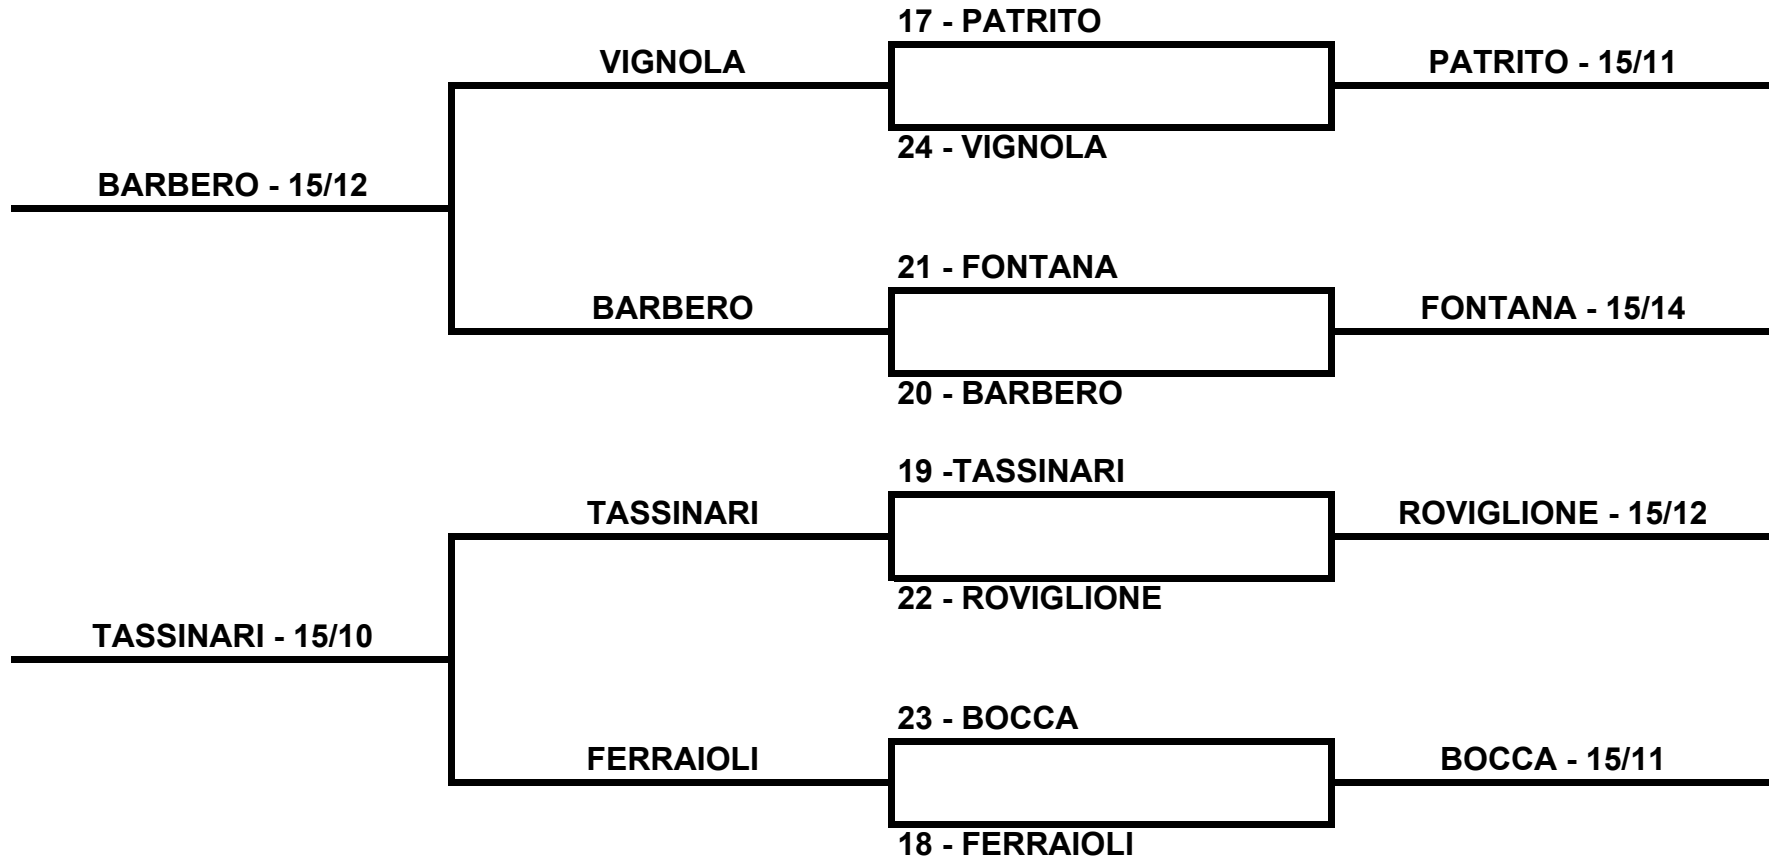 17 - PATRITO
VIGNOLA
PATRITO - 15/11
24 - VIGNOLA
BARBERO - 15/12
21 - FONTANA
BARBERO
FONTANA - 15/14
20 - BARBERO
19 -TASSINARI
TASSINARI
ROVIGLIONE - 15/12
22 - ROVIGLIONE
TASSINARI - 15/10
23 - BOCCA
FERRAIOLI
BOCCA - 15/11
18 - FERRAIOLI